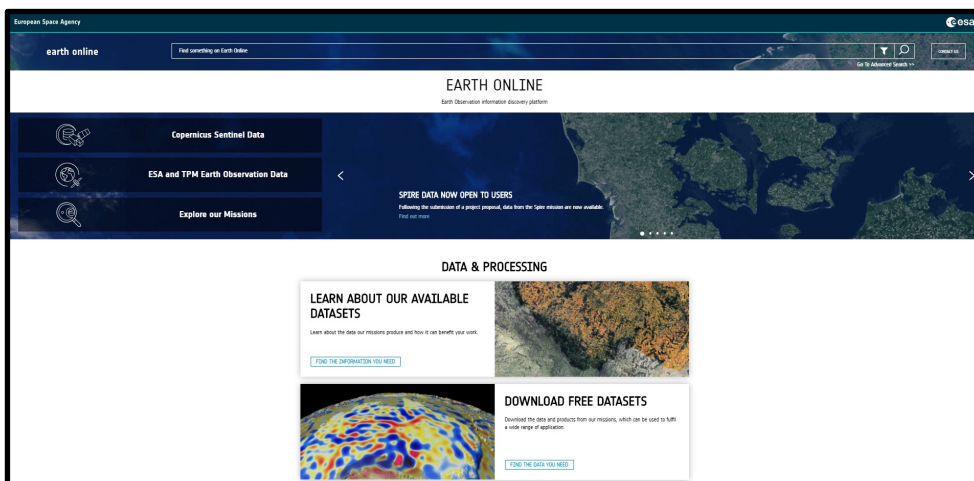 European Space Agency
esa
earth online
Find something on Earth Online
CONTACT US
Go To Advanced Search >>
EARTH ONLINE
Earth Observation information discovery platform
Copernicus Sentinel Data
ESA and TPM Earth Observation Data
Explore our Missions
SPIRE DATA NOW OPEN TO USERS
Following the submission of a project proposal, data from the Spire mission are now available.
Find out more
DATA & PROCESSING
LEARN ABOUT OUR AVAILABLE
DATASETS
Learn about the data our missions produce and how it can benefit your work.
FIND THE INFORMATION YOU NEED
DOWNLOAD FREE DATASETS
Download the data and products from our missions, which can be used to fulfil
a wide range of application.
FIND THE DATA YOU NEED